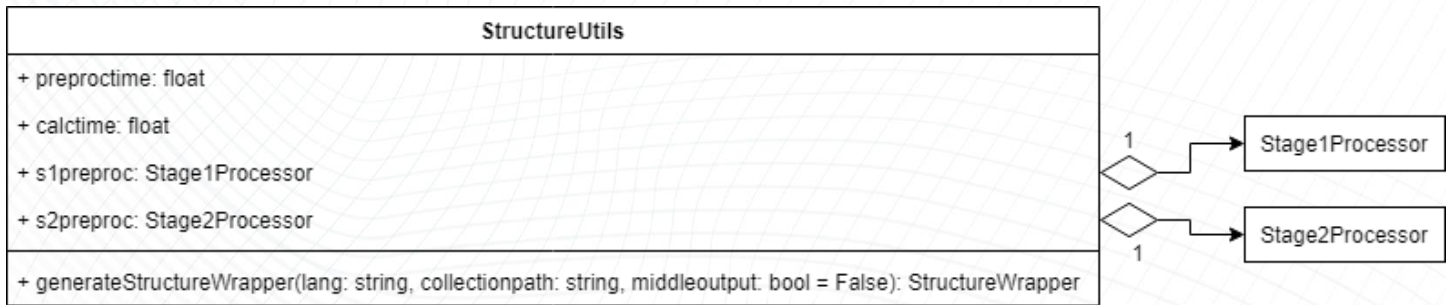 StructureUtils
+ preproctime: float
+ calctime: float
+ s1preproc: Stage1Processor
+ s2preproc: Stage2Processor
+ generateStructureWrapper(lang: string, collectionpath: string, middleoutput: bool = False): StructureWrapper
1
Stage1Processor
1
Stage2Processor